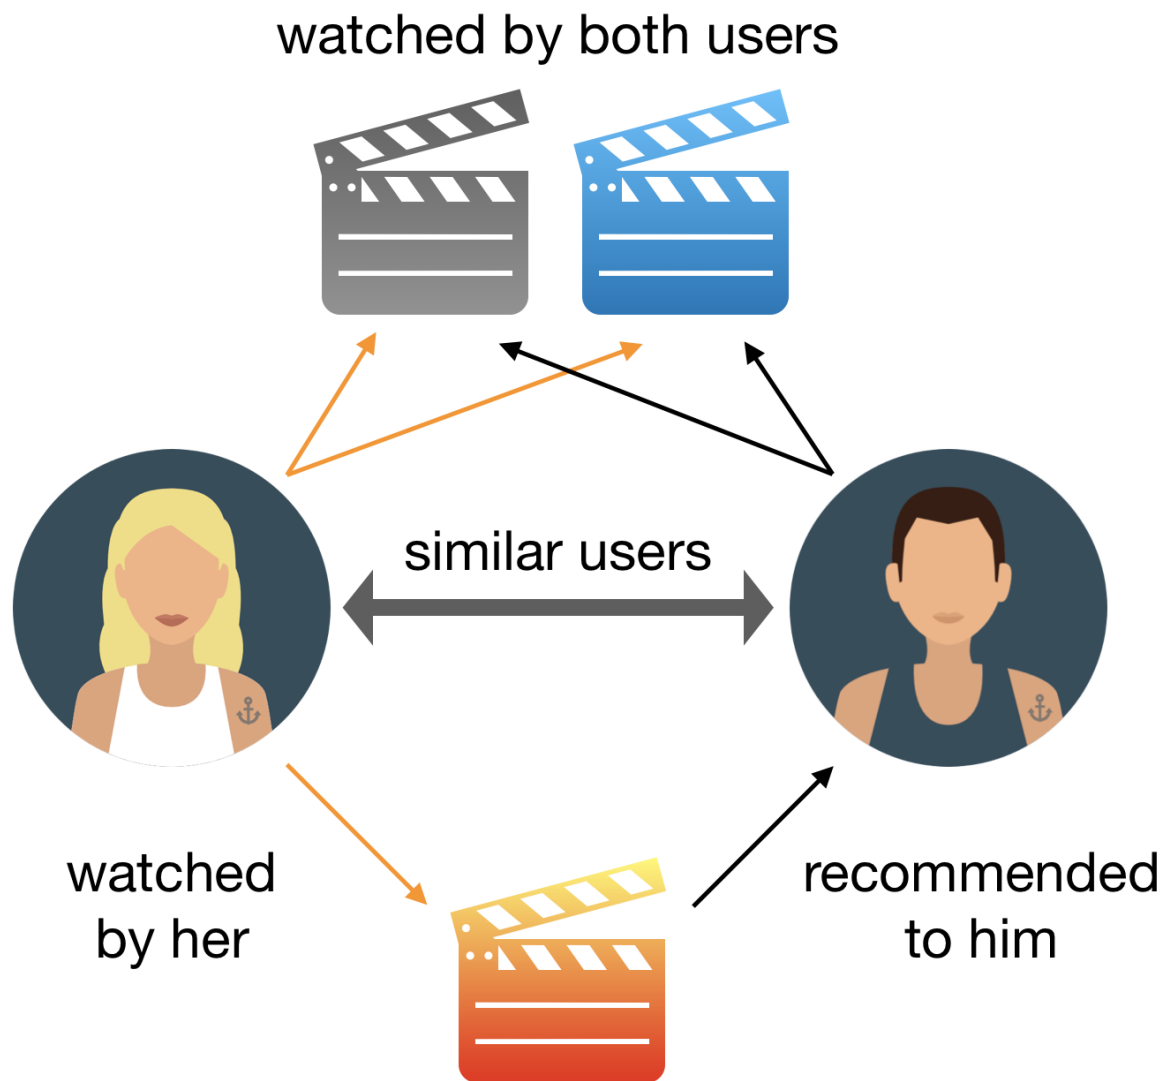 watched by both users
similar users
watched
by her
recommended
to him